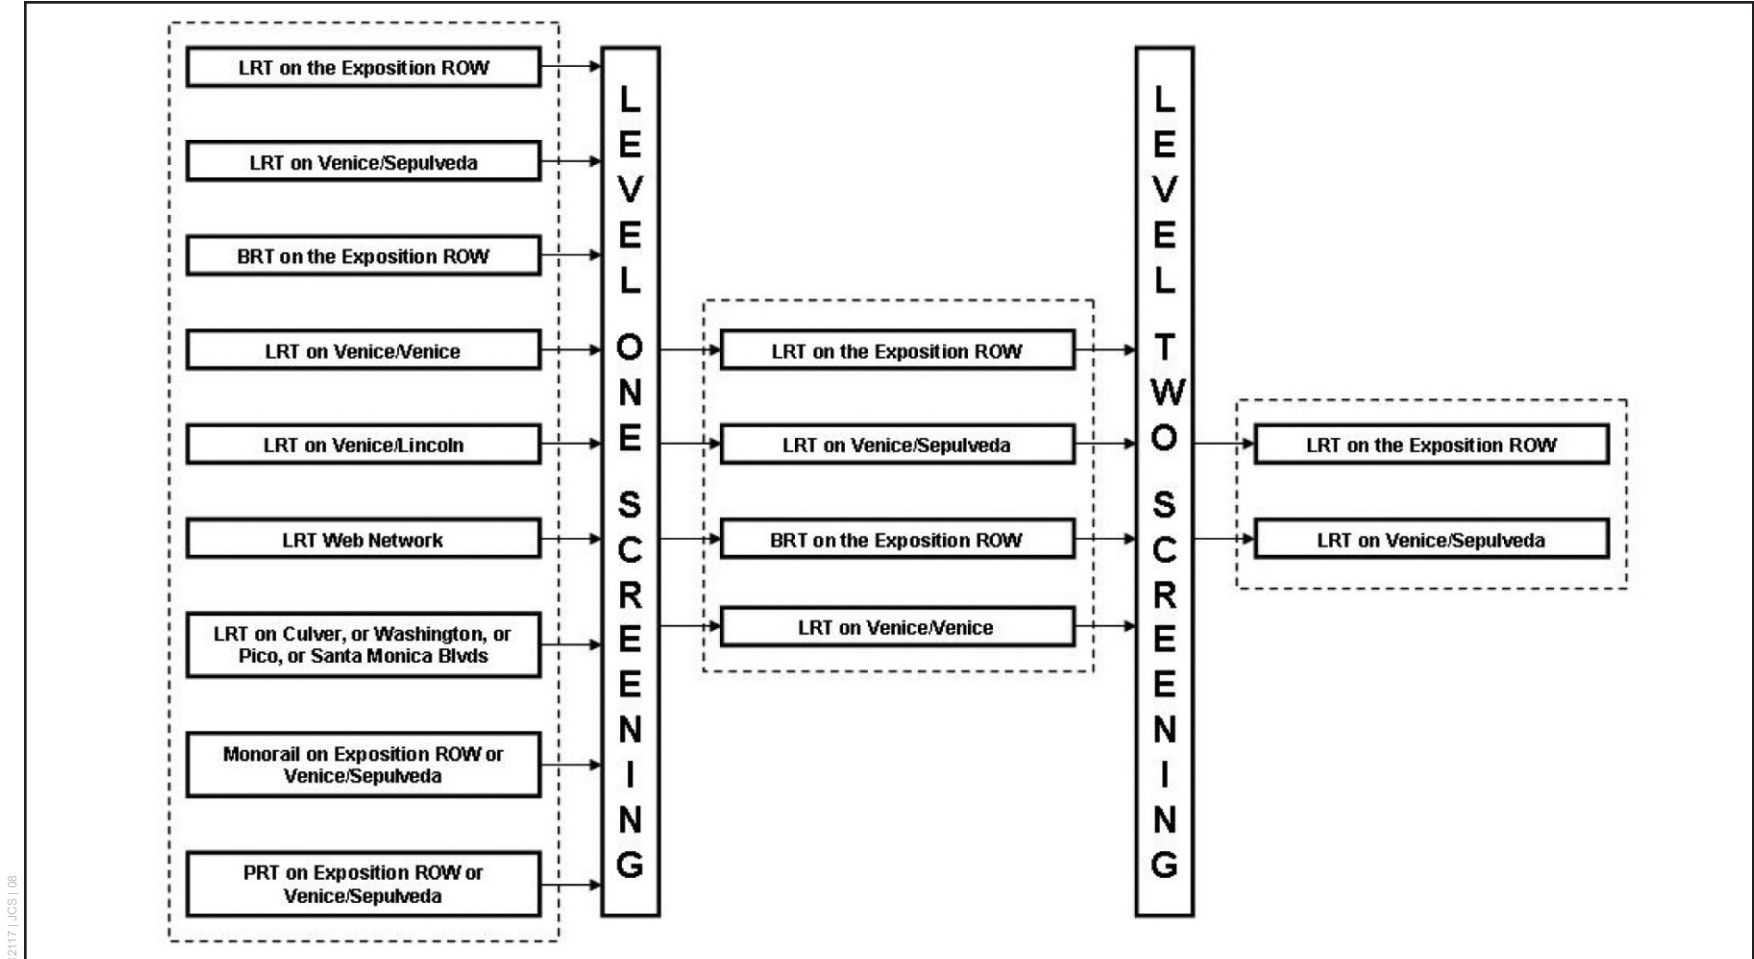 LRT on the Exposition ROW
LRT on Venice/Sepulveda
BRT on the Exposition ROW
LRT on Venice/Venice
LRT on Venice/Lincoln
LRT Web Network
LRT on Culver, or Washington, or
Pico, or Santa Monica Blvds
Monorail on Exposition ROW or
Venice/Sepulveda
PRT on Exposition ROW or
Venice/Sepulveda
LEVEL ONE SCREENING
LRT on the Exposition ROW
LRT on Venice/Sepulveda
BRT on the Exposition ROW
LRT on Venice/Venice
LEVEL TWO SCREENING
LRT on the Exposition ROW
LRT on Venice/Sepulveda
12117 | JCS | 08